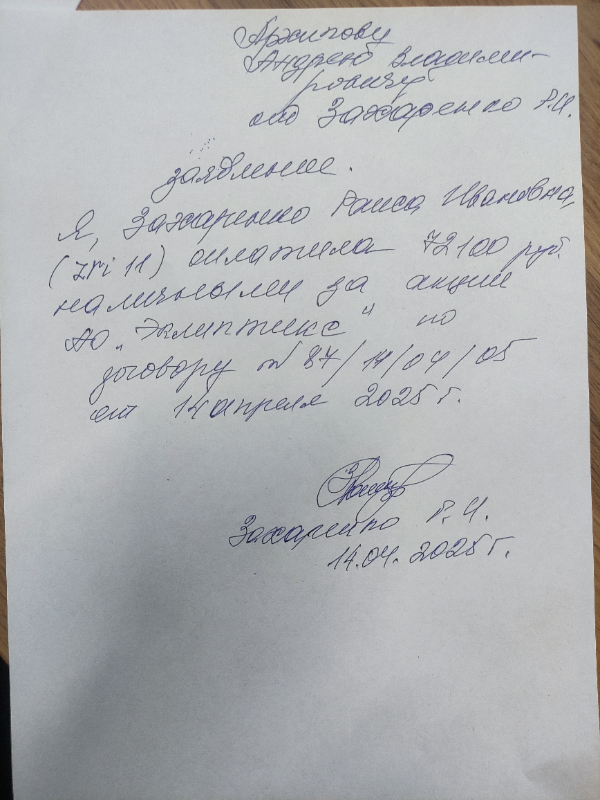 Архипову
Андрею Владими-
ровичу
от Захаренко Р.И.
заявление.
Я, Захаренко Раиса Ивановна,
(zri 11) оплатила 72100 руб.
наличными за акции
АО „Эклиптикс" по
договору № 87/14/04/05
от 14 апреля 2025 г.
Захаренко Р.И.
14.04.2025 г.